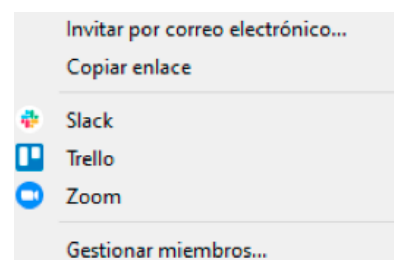 Invitar por correo electrónico...
Copiar enlace
Slack
Trello
Zoom
Gestionar miembros...